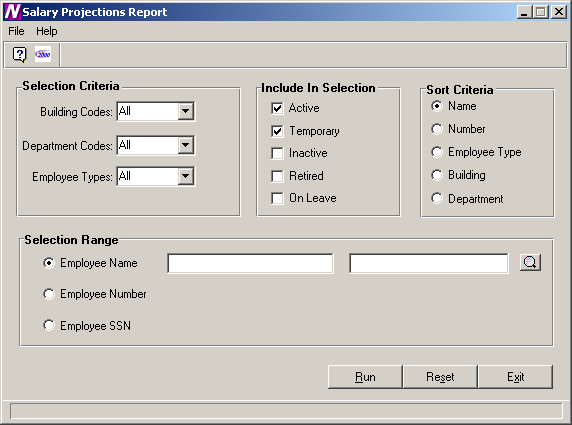 N Salary Projections Report
File Help
? 2000
Selection Criteria
Building Codes: All
Department Codes: All
Employee Types: All
Include In Selection
Active
Temporary
Inactive
Retired
On Leave
Sort Criteria
Name
Number
Employee Type
Building
Department
Selection Range
Employee Name
Employee Number
Employee SSN
Run Reset Exit